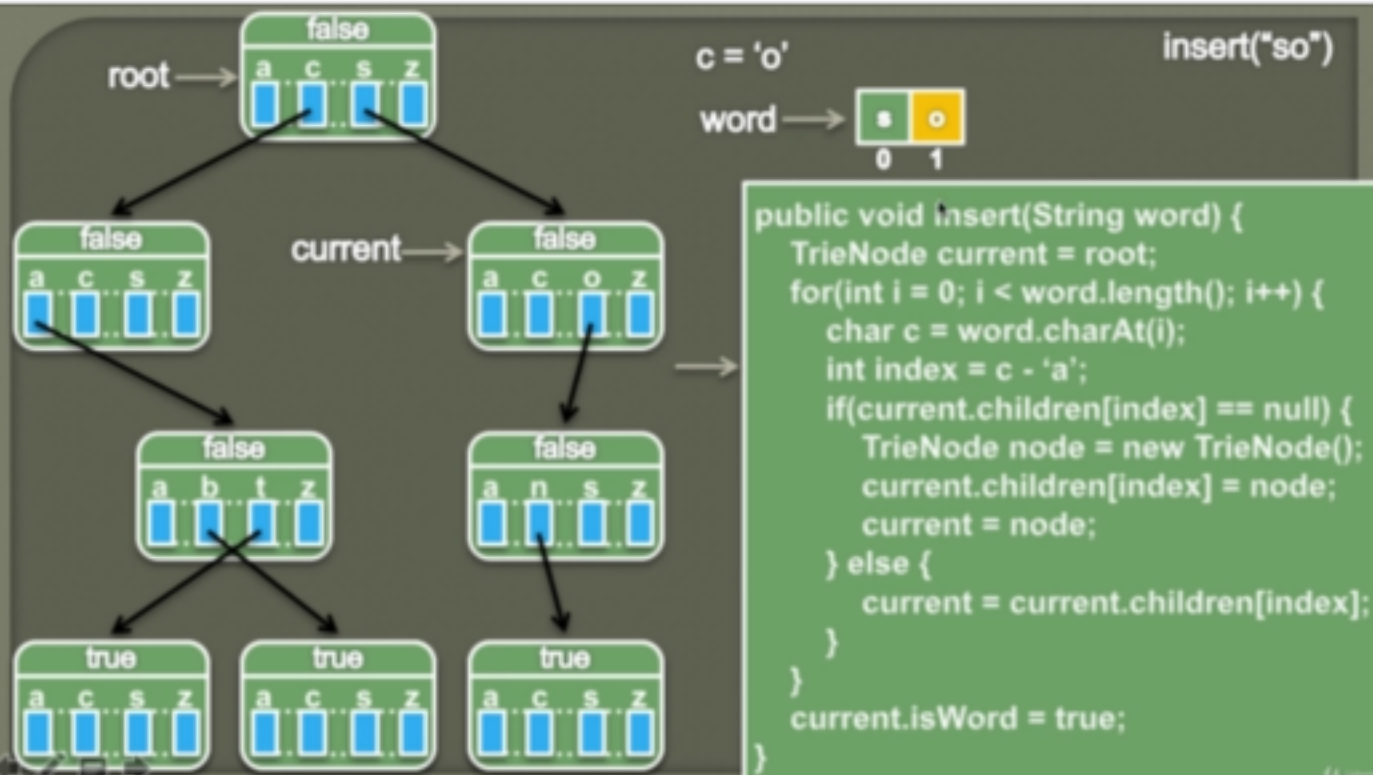 insert("so")
c = 'o'
word
s o
0 1
root
false
a c s z
false
a c s z
current
false
a c o z
false
a b t z
false
a n s z
true
a c s z
true
a c s z
true
a c s z
public void insert(String word) {
TrieNode current = root;
for(int i = 0; i < word.length(); i++) {
char c = word.charAt(i);
int index = c - 'a';
if(current.children[index] == null) {
TrieNode node = new TrieNode();
current.children[index] = node;
current = node;
} else {
current = current.children[index];
}
}
current.isWord = true;
}